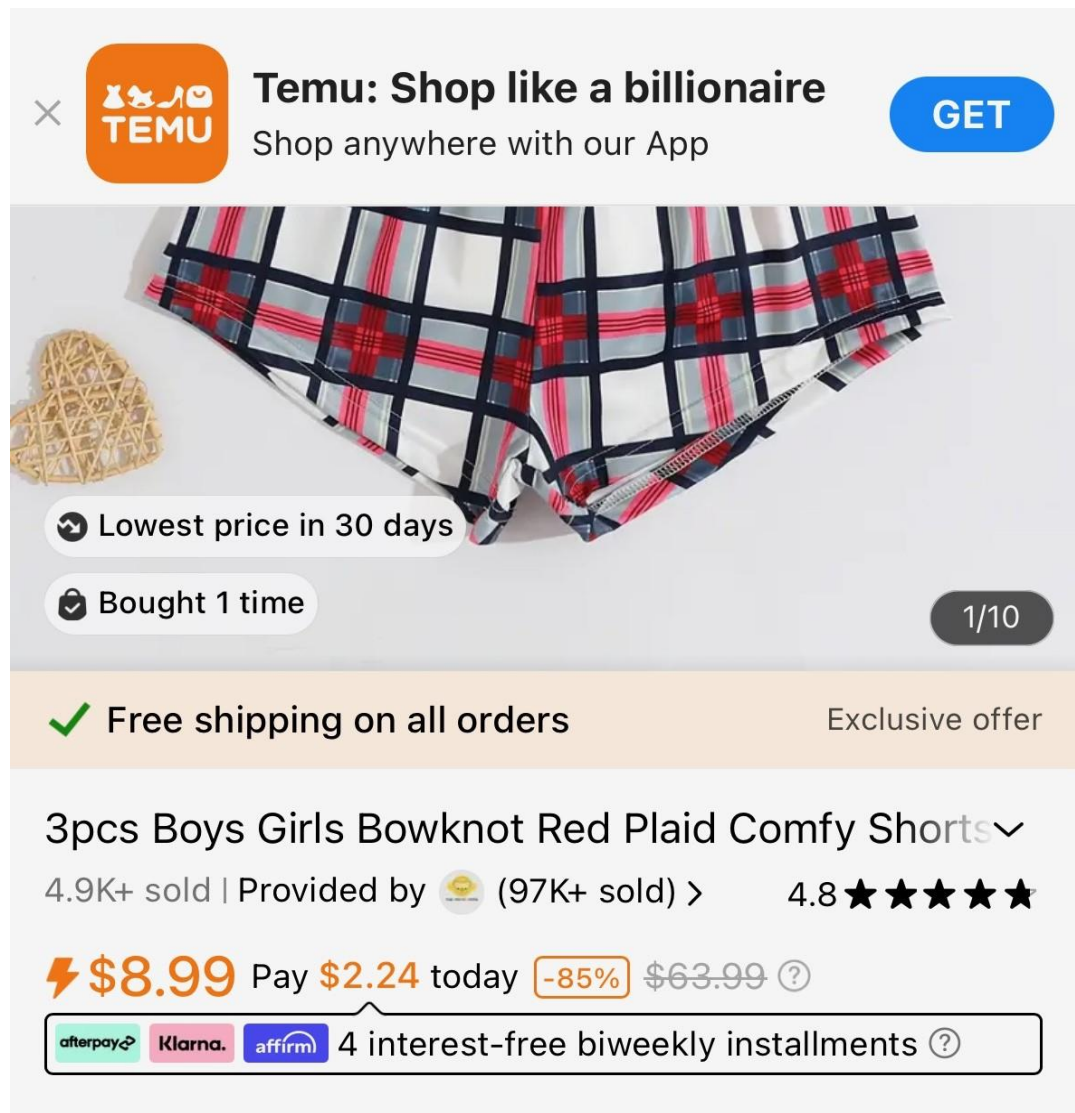 Temu: Shop like a billionaire
TEMU
Shop anywhere with our App
GET
Lowest price in 30 days
Bought 1 time
1/10
Free shipping on all orders
Exclusive offer
3pcs Boys Girls Bowknot Red Plaid Comfy Shorts
4.9K+ sold | Provided by (97K+ sold) >
4.8
$8.99 Pay $2.24 today -85% $63.99 ?
afterpay Klarna. affirm 4 interest-free biweekly installments ?